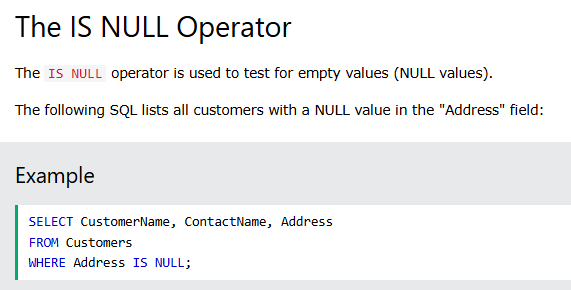 The IS NULL Operator
The IS NULL operator is used to test for empty values (NULL values).
The following SQL lists all customers with a NULL value in the "Address" field:
Example
SELECT CustomerName, ContactName, Address
FROM Customers
WHERE Address IS NULL;